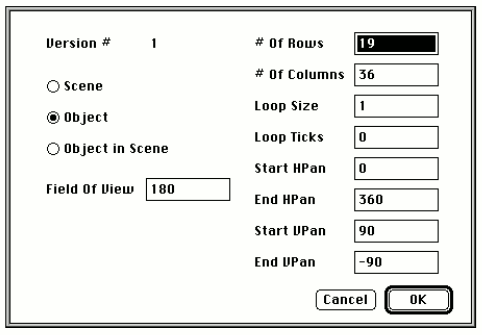 Version # 1
Scene
Object
Object in Scene
Field Of View 180
# Of Rows 19
# Of Columns 36
Loop Size 1
Loop Ticks 0
Start HPan 0
End HPan 360
Start VPan 90
End VPan -90
Cancel OK